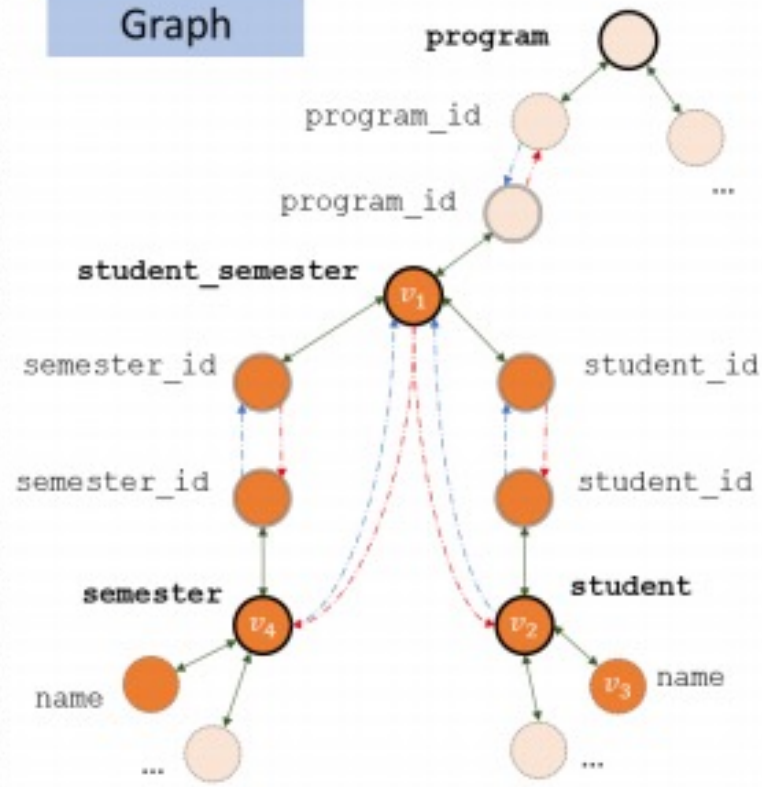 Graph
program
program_id
...
program_id
student_semester
v₁
semester_id
student_id
semester_id
student_id
semester
student
v₄
v₂
name
v₃
name
...
...